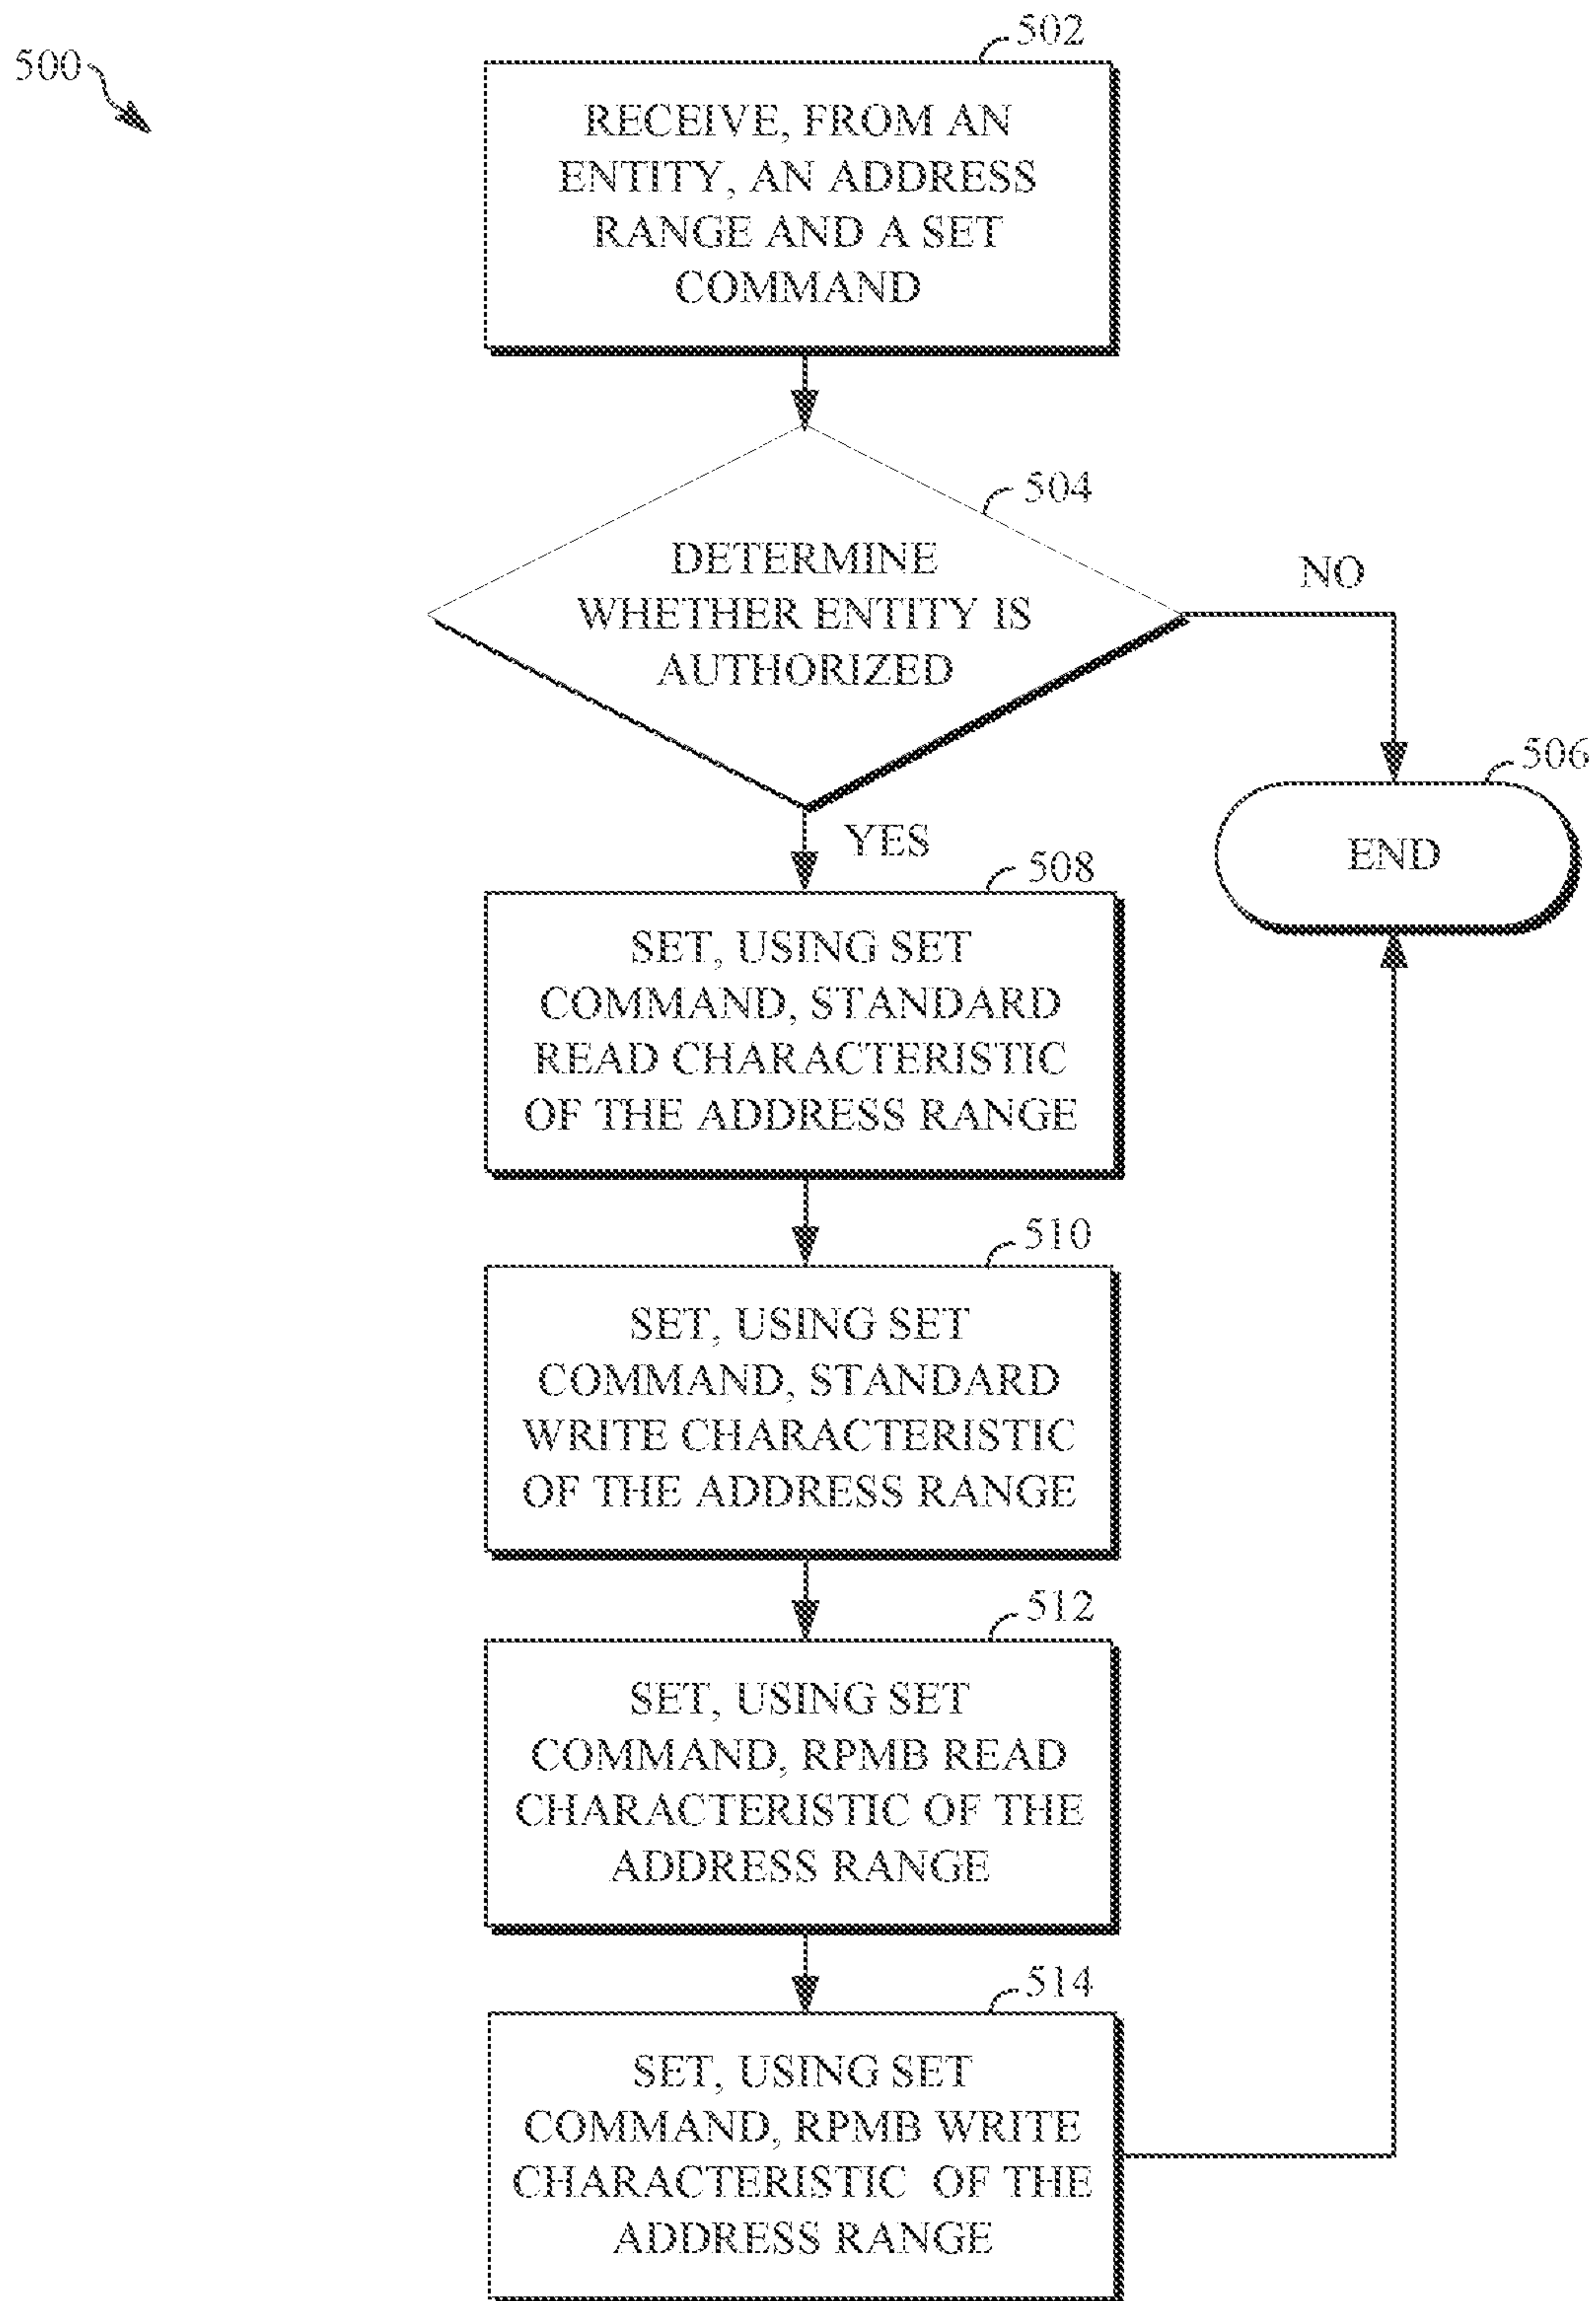 500
502
RECEIVE, FROM AN
ENTITY, AN ADDRESS
RANGE AND A SET
COMMAND
504
DETERMINE
WHETHER ENTITY IS
AUTHORIZED
NO
506
END
YES
508
SET, USING SET
COMMAND, STANDARD
READ CHARACTERISTIC
OF THE ADDRESS RANGE
510
SET, USING SET
COMMAND, STANDARD
WRITE CHARACTERISTIC
OF THE ADDRESS RANGE
512
SET, USING SET
COMMAND, RPMB READ
CHARACTERISTIC OF THE
ADDRESS RANGE
514
SET, USING SET
COMMAND, RPMB WRITE
CHARACTERISTIC OF THE
ADDRESS RANGE